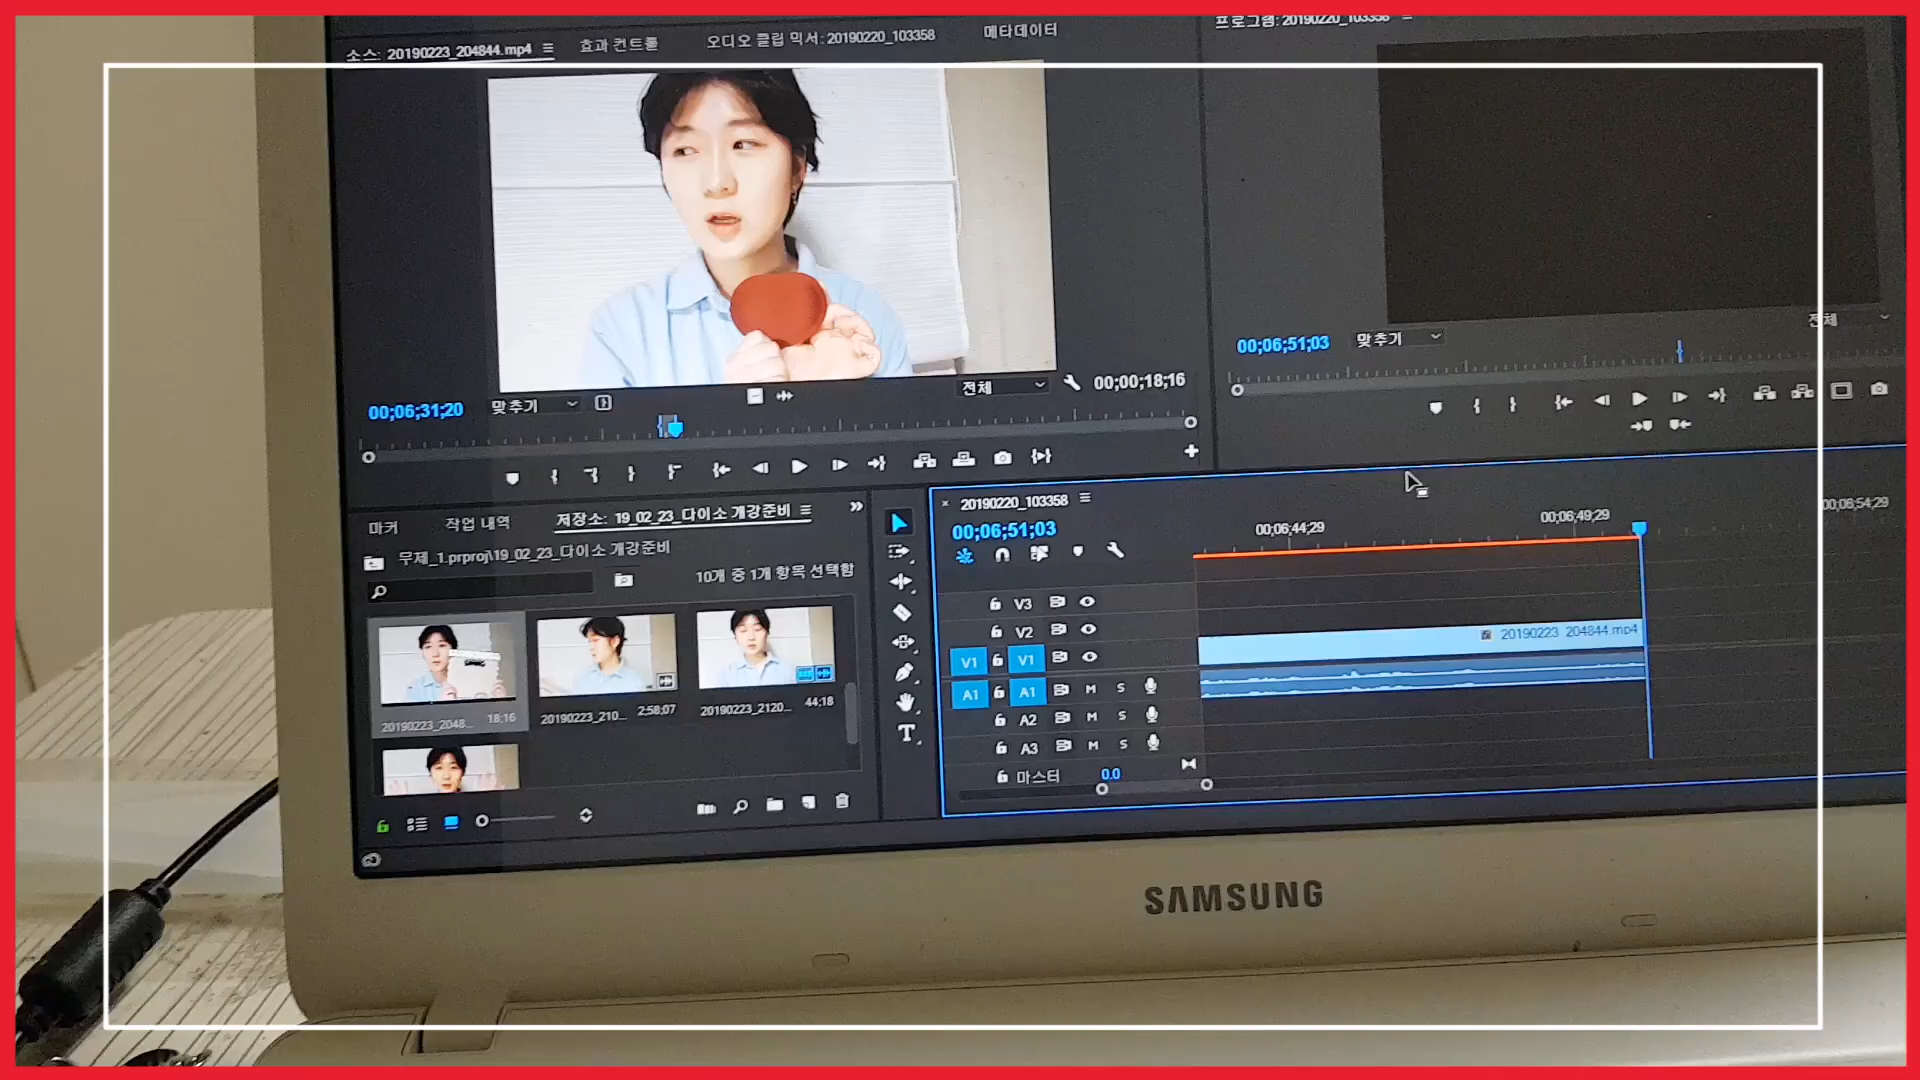 소스: 20190223_204844.mp4
효과 컨트롤
오디오 클립 믹서: 20190220_103358
메타데이터
프로그램: 20190220_103358
00;06;31;20
맞추기
전체
00;00;18;16
00;06;51;03
맞추기
전체
마커
작업 내역
저장소: 19_02_23_다이소 개강준비
무제_1.prproj\19_02_23_다이소 개강준비
10개 중 1개 항목 선택함
20190223_2048... 18;16
20190223_210... 2;58;07
20190223_2120... 44;18
T
20190220_103358
00;06;51;03
00;06;44;29
00;06;49;29
00;06;54;29
V3
V2
V1 V1
A1 A1 M S
A2 M S
A3 M S
마스터 0.0
fx 20190223_204844.mp4
SAMSUNG